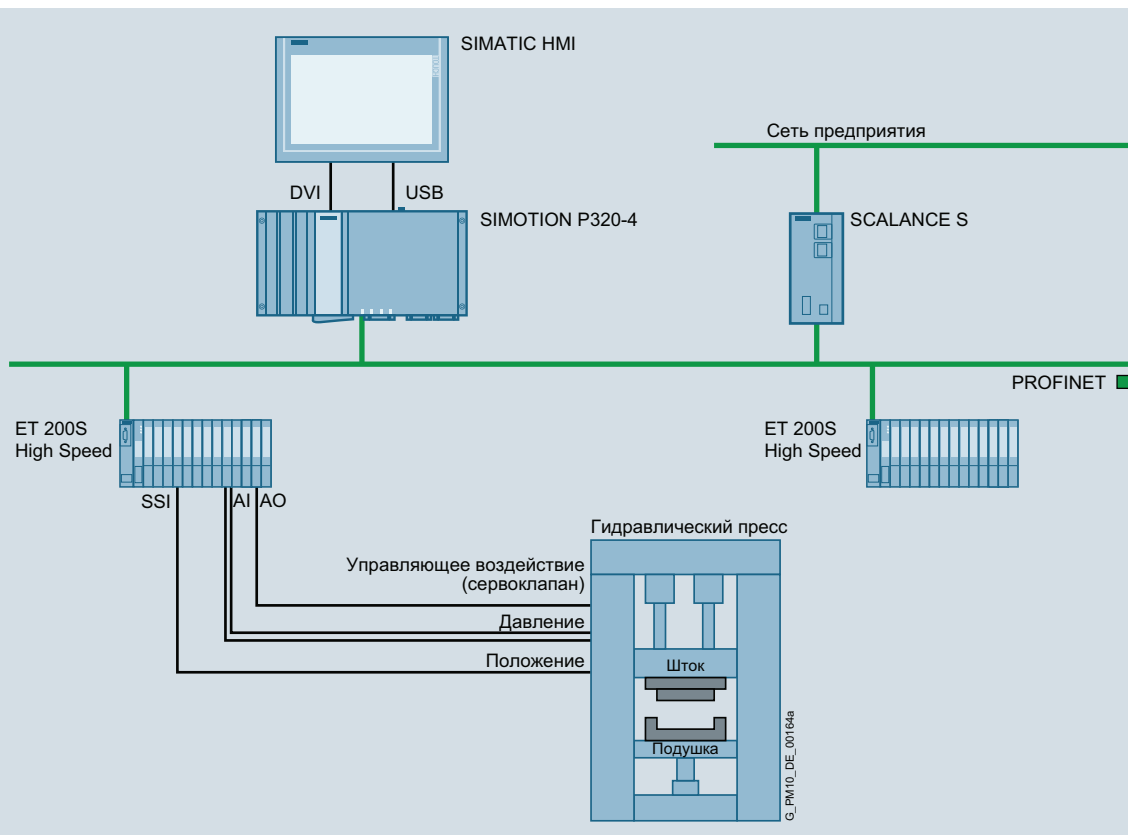 SIMATIC HMI
TOUCH
Сеть предприятия
DVI
USB
SIMOTION P320-4
SCALANCE S
PROFINET
ET 200S
High Speed
ET 200S
High Speed
SSI
AI
AO
Гидравлический пресс
Управляющее воздействие
(сервоклапан)
Давление
Положение
Шток
Подушка
G_PM10_DE_00164a